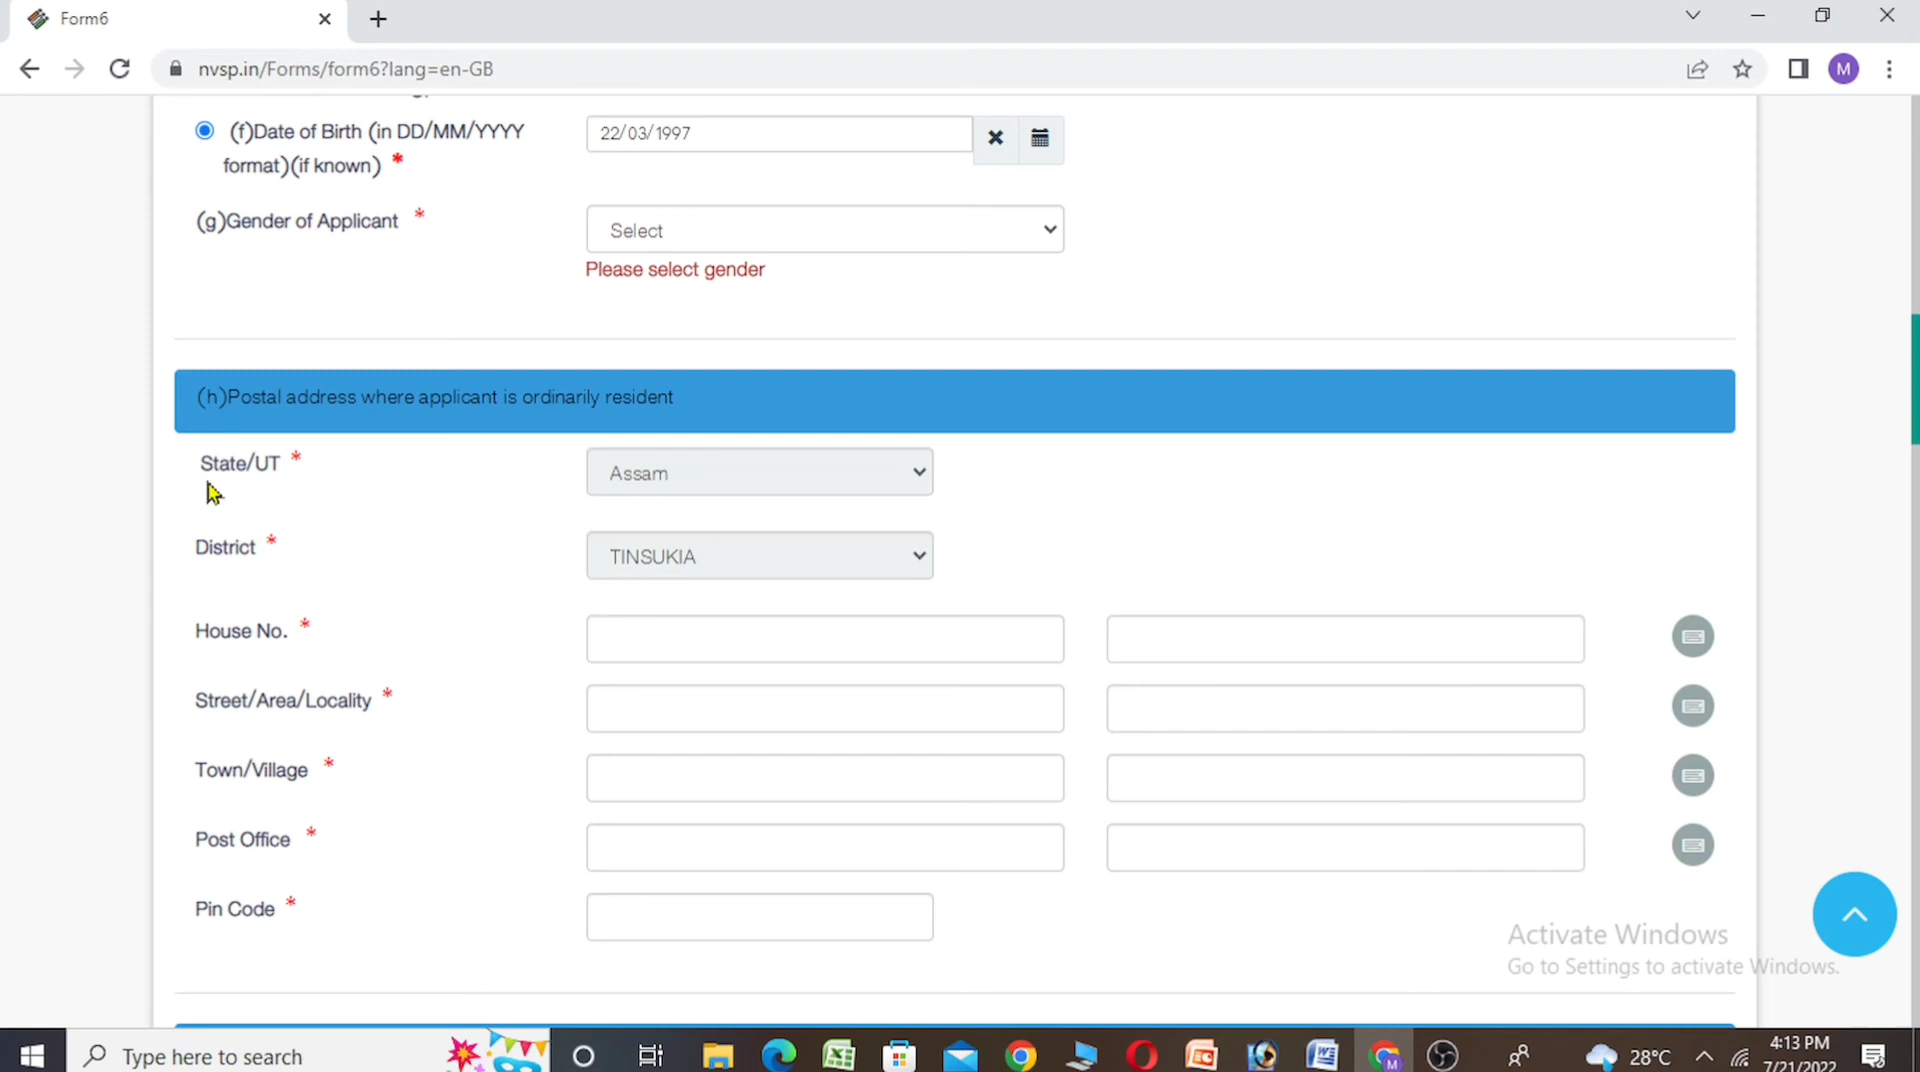 Form6
nvsp.in/Forms/form6?lang=en-GB
M
(f)Date of Birth (in DD/MM/YYYY
format)(if known) *
22/03/1997
(g)Gender of Applicant *
Select
Please select gender
(h)Postal address where applicant is ordinarily resident
State/UT *
Assam
District *
TINSUKIA
House No. *
Street/Area/Locality *
Town/Village *
Post Office *
Pin Code *
Activate Windows
Go to Settings to activate Windows.
Type here to search
28°C
4:13 PM
7/21/2022